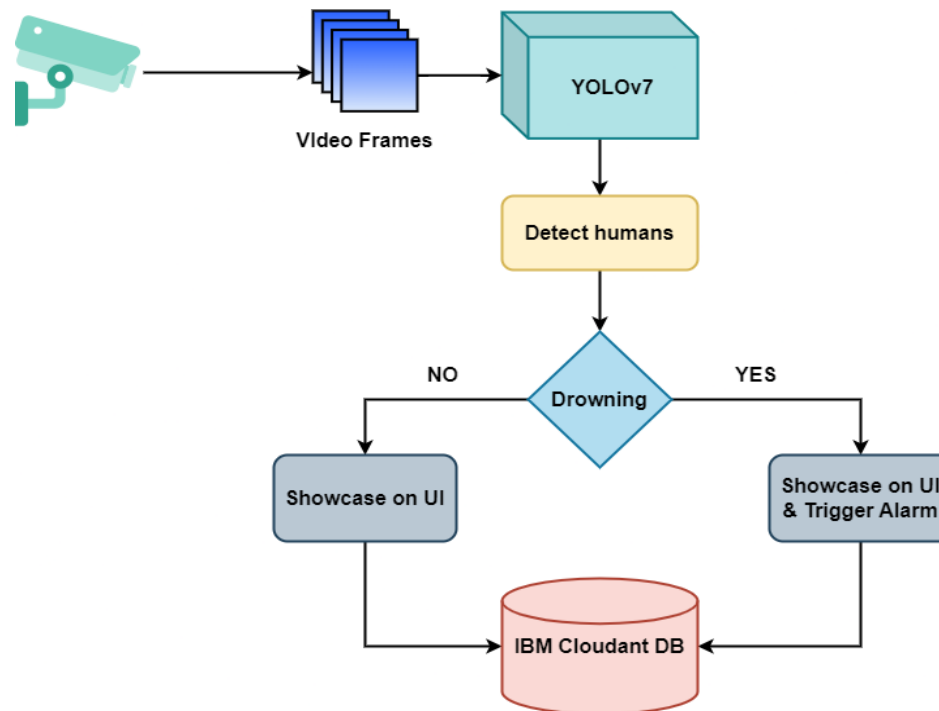 YOLOv7
VIdeo Frames
Detect humans
NO
YES
Drowning
Showcase on UI
Showcase on UI
& Trigger Alarm
IBM Cloudant DB